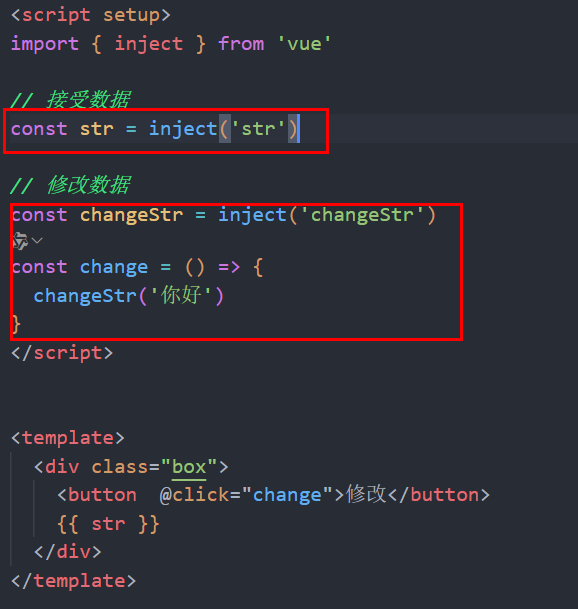 <script setup>
import { inject } from 'vue'
// 接受数据
const str = inject('str')
// 修改数据
const changeStr = inject('changeStr')
const change = () => {
changeStr('你好')
}
</script>
<template>
<div class="box">
<button  @click="change">修改</button>
{{ str }}
</div>
</template>